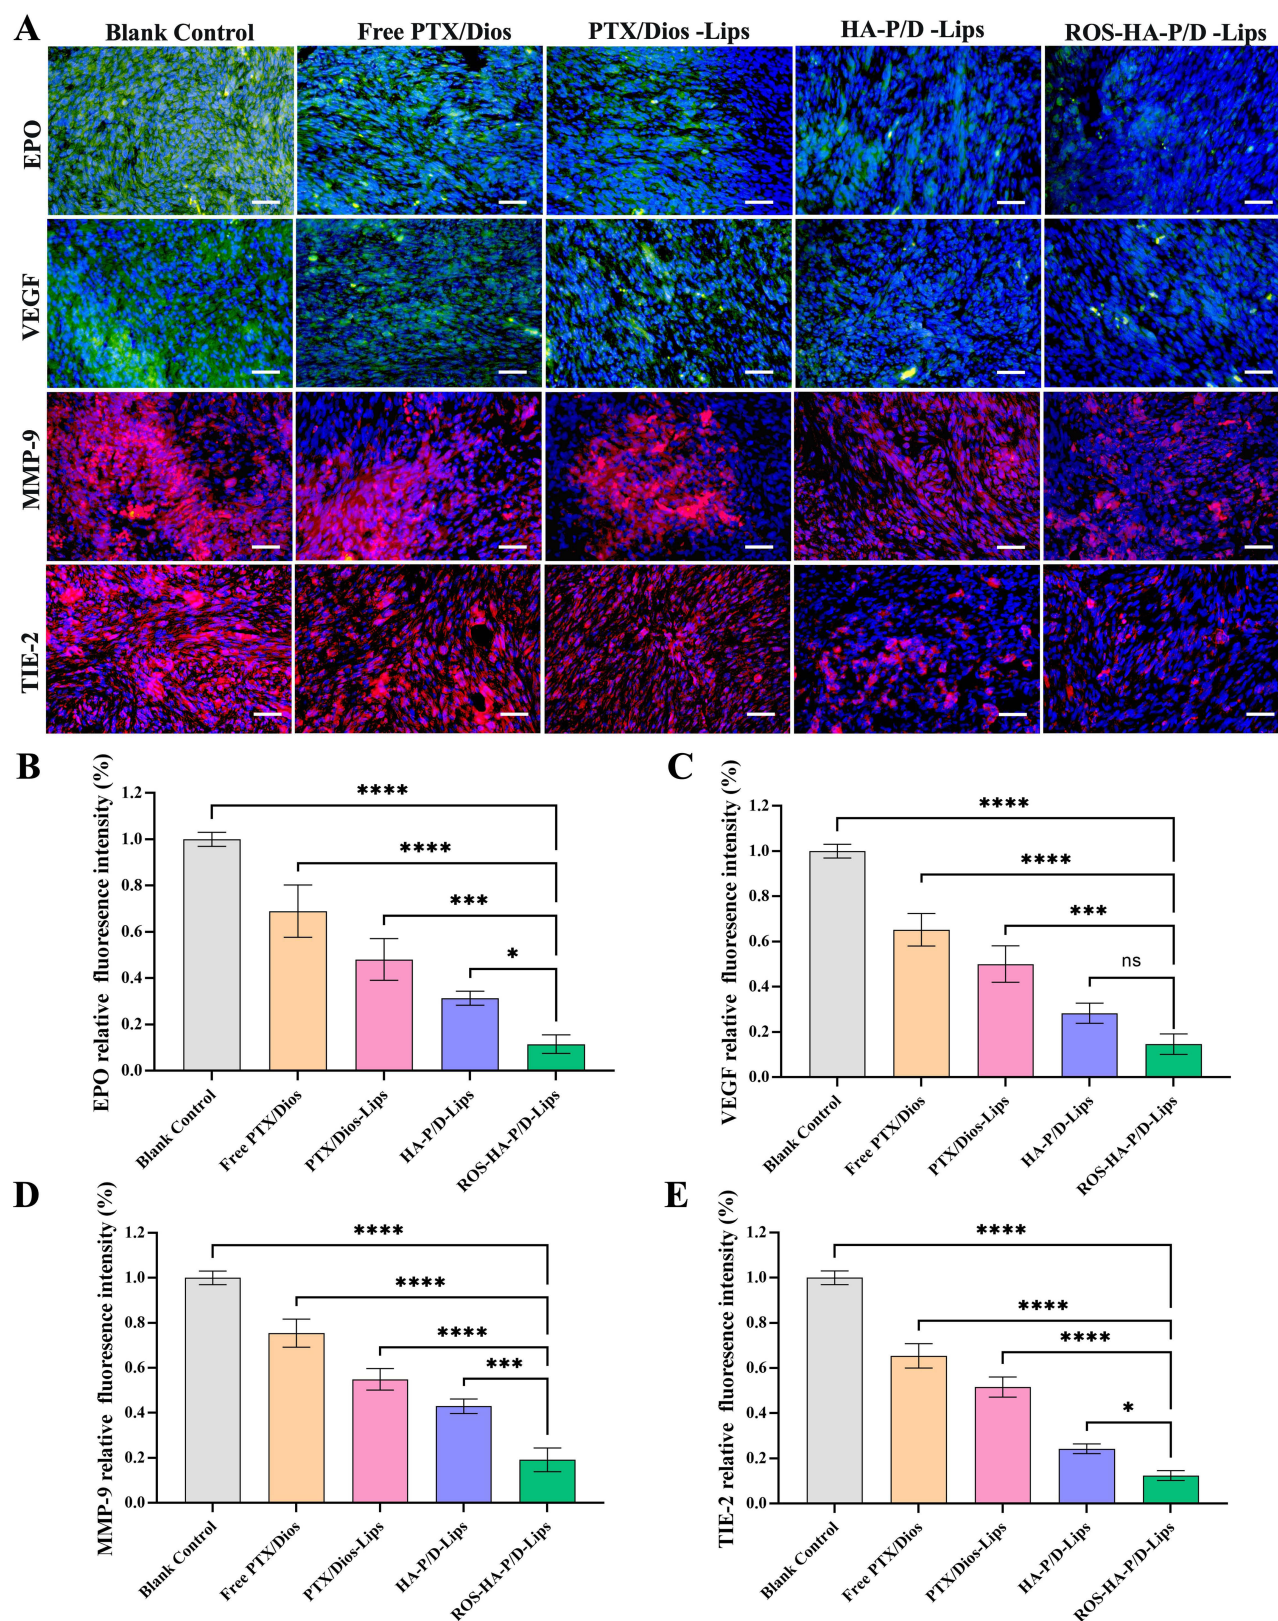 A
Blank Control
Free PTX/Dios
PTX/Dios -Lips
HA-P/D -Lips
ROS-HA-P/D -Lips
EPO
VEGF
MMP-9
TIE-2
B
EPO relative fluoresence intensity (%)
1.2
1.0
0.8
0.6
0.4
0.2
0.0
****
****
***
*
Blank Control
Free PTX/Dios
PTX/Dios-Lips
HA-P/D-Lips
ROS-HA-P/D-Lips
C
VEGF relative fluoresence intensity (%)
1.2
1.0
0.8
0.6
0.4
0.2
0.0
****
****
***
ns
Blank Control
Free PTX/Dios
PTX/Dios-Lips
HA-P/D-Lips
ROS-HA-P/D-Lips
D
MMP-9 relative fluoresence intensity (%)
1.2
1.0
0.8
0.6
0.4
0.2
0.0
****
****
****
***
Blank Control
Free PTX/Dios
PTX/Dios-Lips
HA-P/D-Lips
ROS-HA-P/D-Lips
E
TIE-2 relative fluoresence intensity (%)
1.2
1.0
0.8
0.6
0.4
0.2
0.0
****
****
****
*
Blank Control
Free PTX/Dios
PTX/Dios-Lips
HA-P/D-Lips
ROS-HA-P/D-Lips